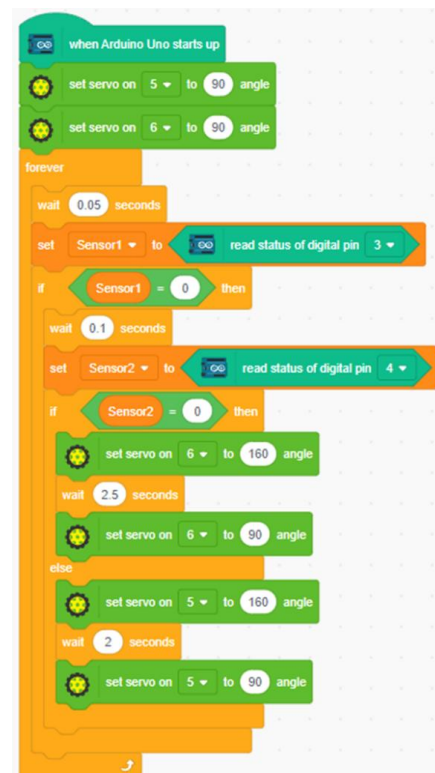 when Arduino Uno starts up
set servo on 5 to 90 angle
set servo on 6 to 90 angle
forever
wait 0.05 seconds
set Sensor1 to read status of digital pin 3
if Sensor1 = 0 then
wait 0.1 seconds
set Sensor2 to read status of digital pin 4
if Sensor2 = 0 then
set servo on 6 to 160 angle
wait 2.5 seconds
set servo on 6 to 90 angle
else
set servo on 5 to 160 angle
wait 2 seconds
set servo on 5 to 90 angle